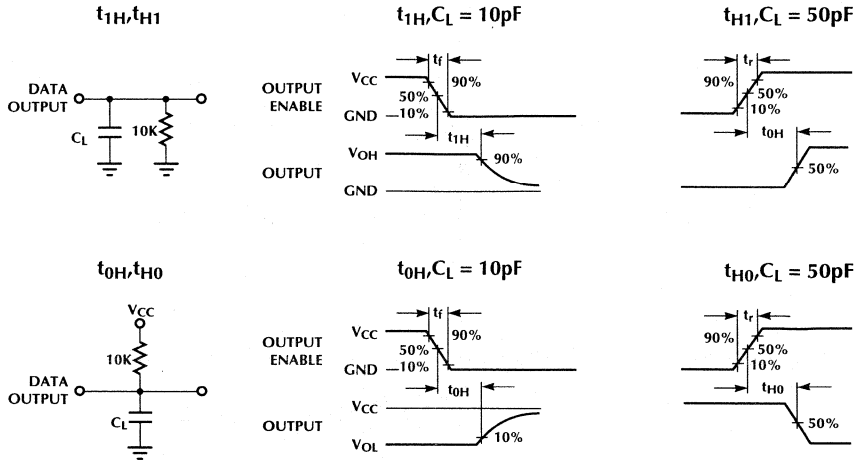 t1H,tH1
DATA
OUTPUT
CL
10K
t1H,CL = 10pF
OUTPUT
ENABLE
VCC
50%
GND
10%
tf
90%
t1H
OUTPUT
VOH
GND
90%
tH1,CL = 50pF
tr
90%
50%
10%
t0H
50%
t0H,tH0
VCC
10K
DATA
OUTPUT
CL
t0H,CL = 10pF
OUTPUT
ENABLE
VCC
50%
GND
10%
tf
90%
t0H
OUTPUT
VCC
VOL
10%
tH0,CL = 50pF
tr
90%
50%
10%
tH0
50%